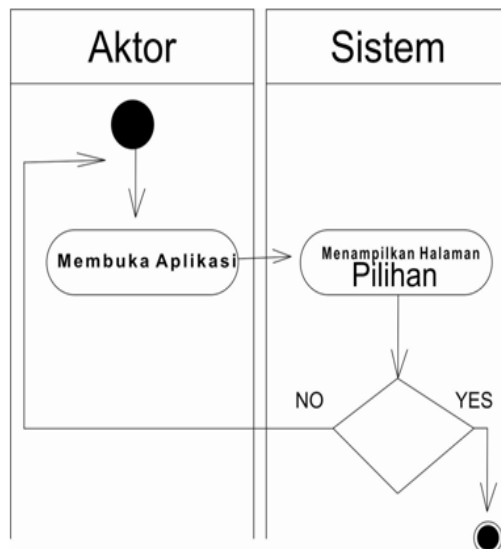 Aktor
Sistem
Membuka Aplikasi
Menampilkan Halaman
Pilihan
NO
YES